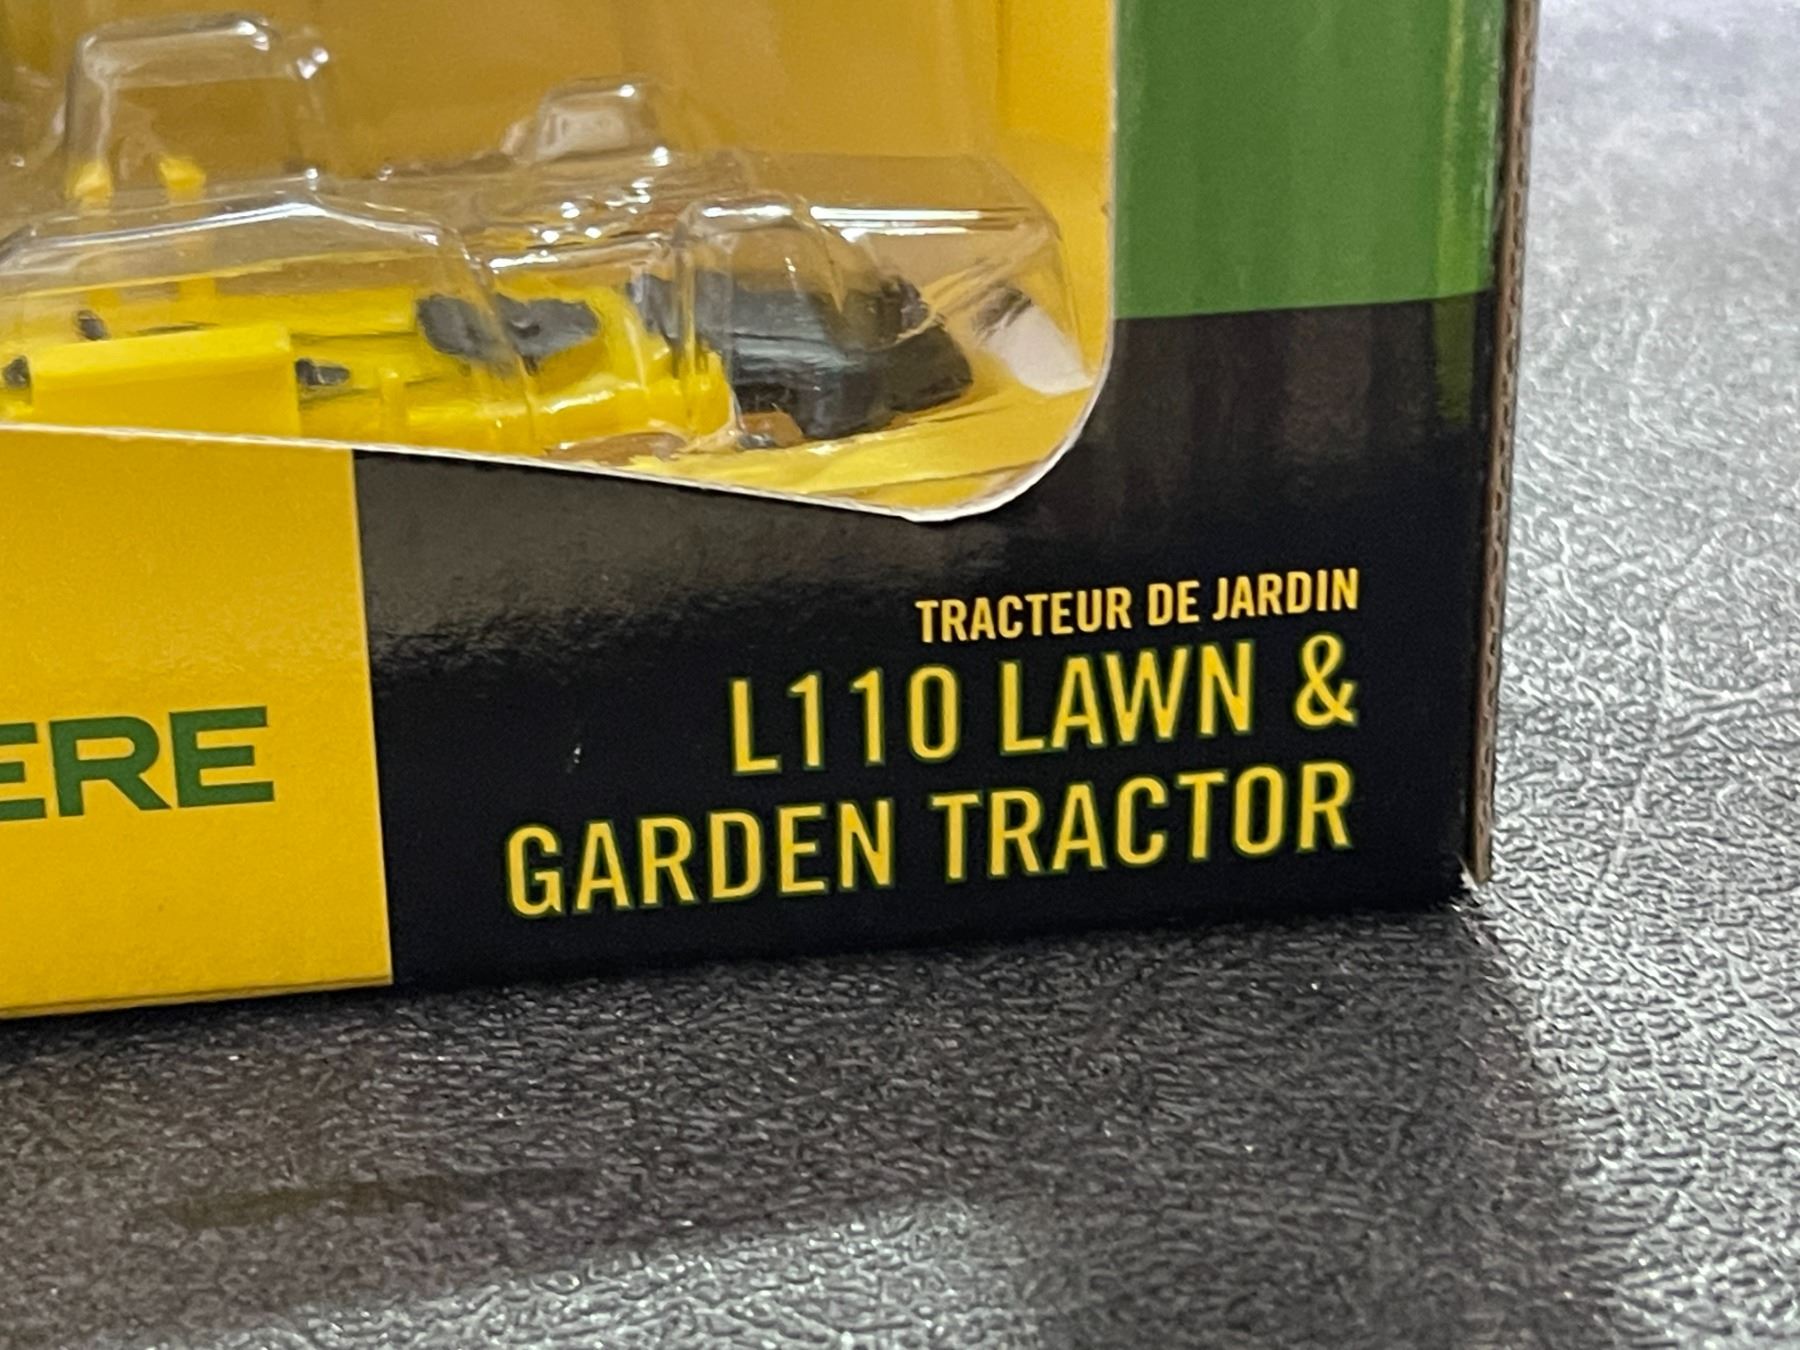 ERE
TRACTEUR DE JARDIN
L110 LAWN &
GARDEN TRACTOR